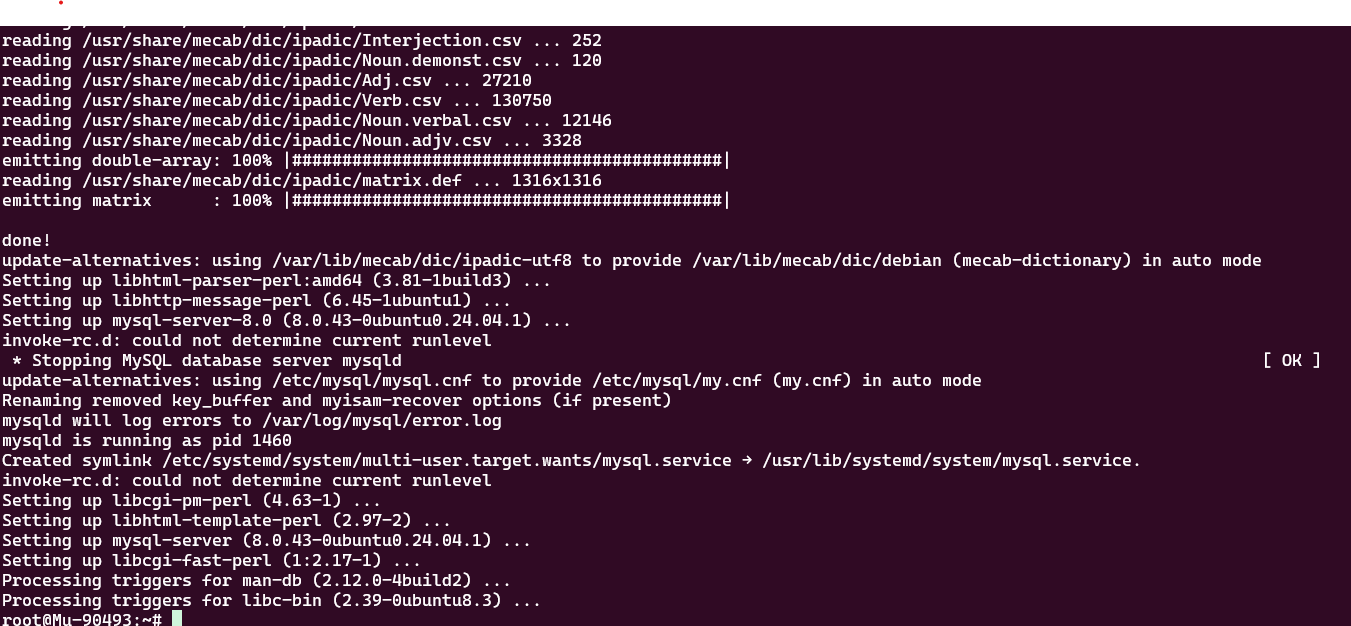 reading /usr/share/mecab/dic/ipadic/Interjection.csv ... 252
reading /usr/share/mecab/dic/ipadic/Noun.demonst.csv ... 120
reading /usr/share/mecab/dic/ipadic/Adj.csv ... 27210
reading /usr/share/mecab/dic/ipadic/Verb.csv ... 130750
reading /usr/share/mecab/dic/ipadic/Noun.verbal.csv ... 12146
reading /usr/share/mecab/dic/ipadic/Noun.adjv.csv ... 3328
emitting double-array: 100% |###########################################|
reading /usr/share/mecab/dic/ipadic/matrix.def ... 1316x1316
emitting matrix      : 100% |###########################################|

done!
update-alternatives: using /var/lib/mecab/dic/ipadic-utf8 to provide /var/lib/mecab/dic/debian (mecab-dictionary) in auto mode
Setting up libhtml-parser-perl:amd64 (3.81-1build3) ...
Setting up libhttp-message-perl (6.45-1ubuntu1) ...
Setting up mysql-server-8.0 (8.0.43-0ubuntu0.24.04.1) ...
invoke-rc.d: could not determine current runlevel
 * Stopping MySQL database server mysqld [ OK ]
update-alternatives: using /etc/mysql/mysql.cnf to provide /etc/mysql/my.cnf (my.cnf) in auto mode
Renaming removed key_buffer and myisam-recover options (if present)
mysqld will log errors to /var/log/mysql/error.log
mysqld is running as pid 1460
Created symlink /etc/systemd/system/multi-user.target.wants/mysql.service → /usr/lib/systemd/system/mysql.service.
invoke-rc.d: could not determine current runlevel
Setting up libcgi-pm-perl (4.63-1) ...
Setting up libhtml-template-perl (2.97-2) ...
Setting up mysql-server (8.0.43-0ubuntu0.24.04.1) ...
Setting up libcgi-fast-perl (1:2.17-1) ...
Processing triggers for man-db (2.12.0-4build2) ...
Processing triggers for libc-bin (2.39-0ubuntu8.3) ...
root@Mu-90493:~#